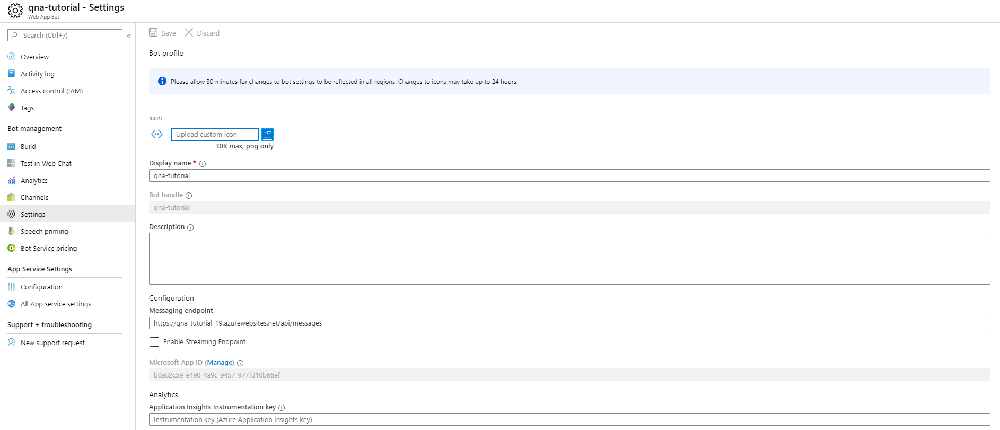 qna-tutorial - Settings
Web App Bot
Search (Ctrl+/)
«
Overview
Activity log
Access control (IAM)
Tags
Bot management
Build
Test in Web Chat
Analytics
Channels
Settings
Speech priming
Bot Service pricing
App Service Settings
Configuration
All App service settings
Support + troubleshooting
New support request
Save
Discard
Bot profile
Please allow 30 minutes for changes to bot settings to be reflected in all regions. Changes to icons may take up to 24 hours.
Icon
Upload custom icon
30K max, png only
Display name *
qna-tutorial
Bot handle
qna-tutorial
Description
Configuration
Messaging endpoint
https://qna-tutorial-19.azurewebsites.net/api/messages
Enable Streaming Endpoint
Microsoft App ID (Manage)
b0a82c59-e490-4a9c-9457-977fd10b66ef
Analytics
Application Insights Instrumentation key
Instrumentation key (Azure Application Insights key)